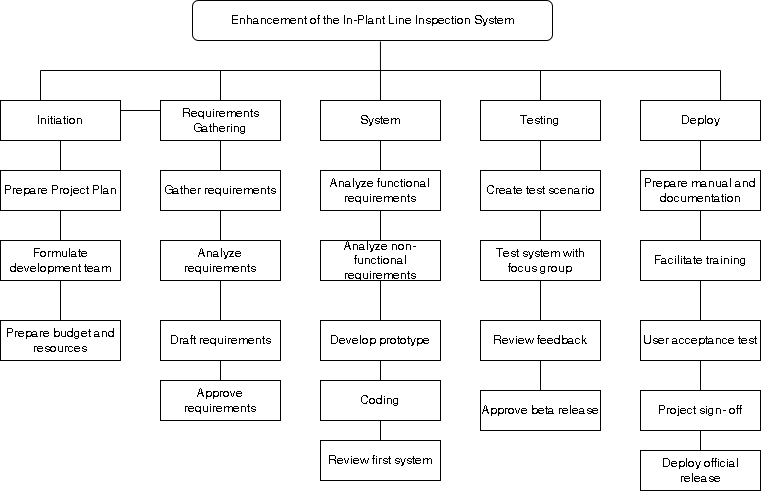 Enhancement of the In-Plant Line Inspection System
Initiation
Requirements
Gathering
System
Testing
Deploy
Prepare Project Plan
Gather requirements
Analyze functional
requirements
Create test scenario
Prepare manual and
documentation
Formulate
development team
Analyze
requirements
Analyze non-
functional
requirements
Test system with
focus group
Facilitate training
Prepare budget and
resources
Draft requirements
Develop prototype
Review feedback
User acceptance test
Approve
requirements
Coding
Approve beta release
Project sign-off
Review first system
Deploy official
release